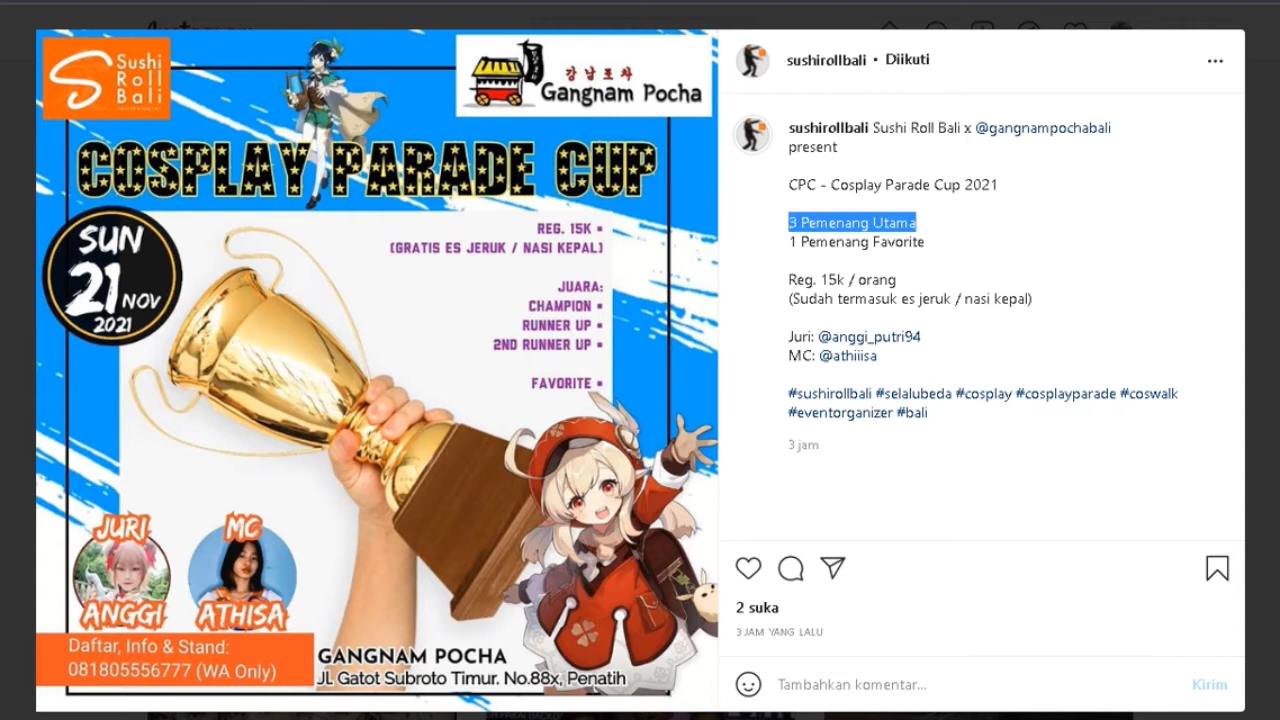 Sushi
Roll
Bali
강남포차
Gangnam Pocha
COSPLAY PARADE CUP
SUN
21 NOV
2021
REG. 15K
(GRATIS ES JERUK / NASI KEPAL)
JUARA:
CHAMPION
RUNNER UP
2ND RUNNER UP
FAVORITE
JURI
ANGGI
MC
ATHISA
Daftar, Info & Stand:
081805556777 (WA Only)
GANGNAM POCHA
JL Gatot Subroto Timur. No.88x, Penatih
sushirollbali • Diikuti
sushirollbali Sushi Roll Bali x @gangnampochabali
present
CPC - Cosplay Parade Cup 2021
3 Pemenang Utama
1 Pemenang Favorite
Reg. 15k / orang
(Sudah termasuk es jeruk / nasi kepal)
Juri: @anggi_putri94
MC: @athiiisa
#sushirollbali #selalubeda #cosplay #cosplayparade #coswalk
#eventorganizer #bali
3 jam
2 suka
3 JAM YANG LALU
Tambahkan komentar...
Kirim